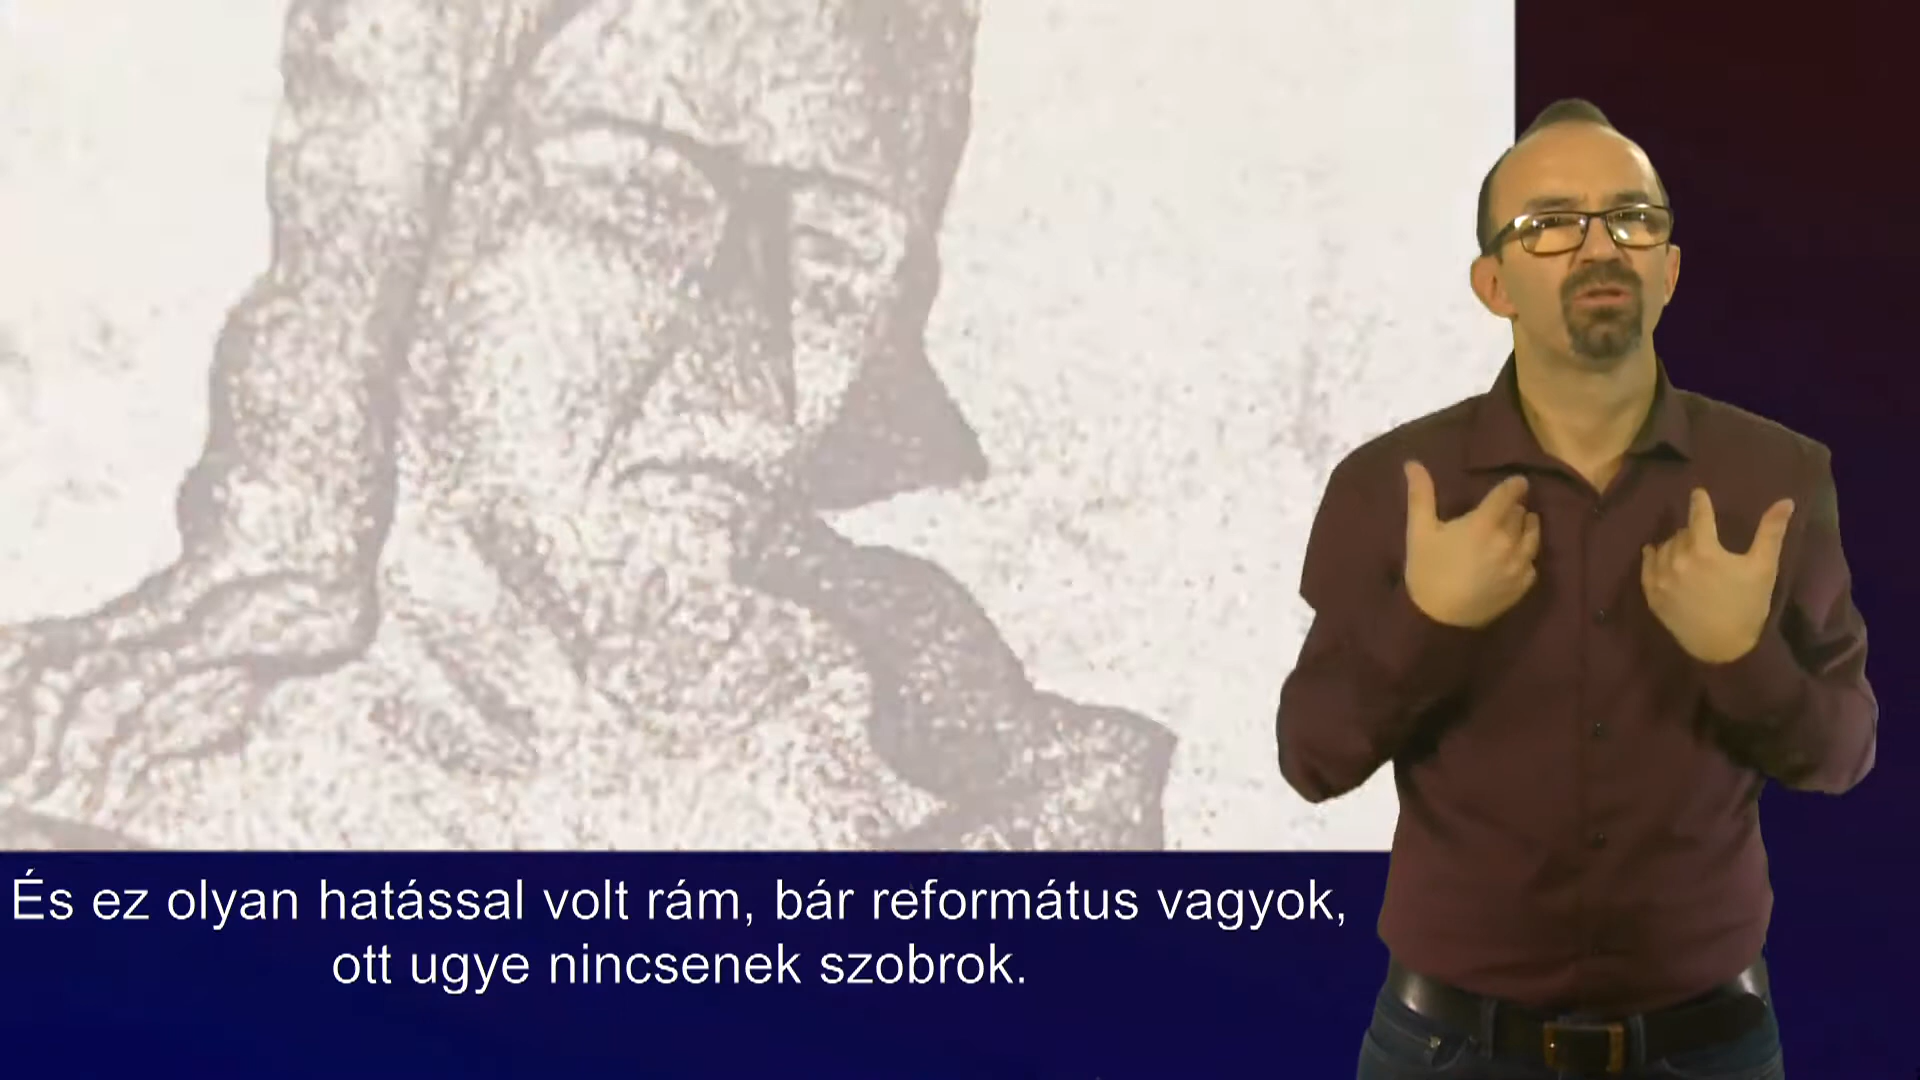 És ez olyan hatással volt rám, bár református vagyok,
ott ugye nincsenek szobrok.